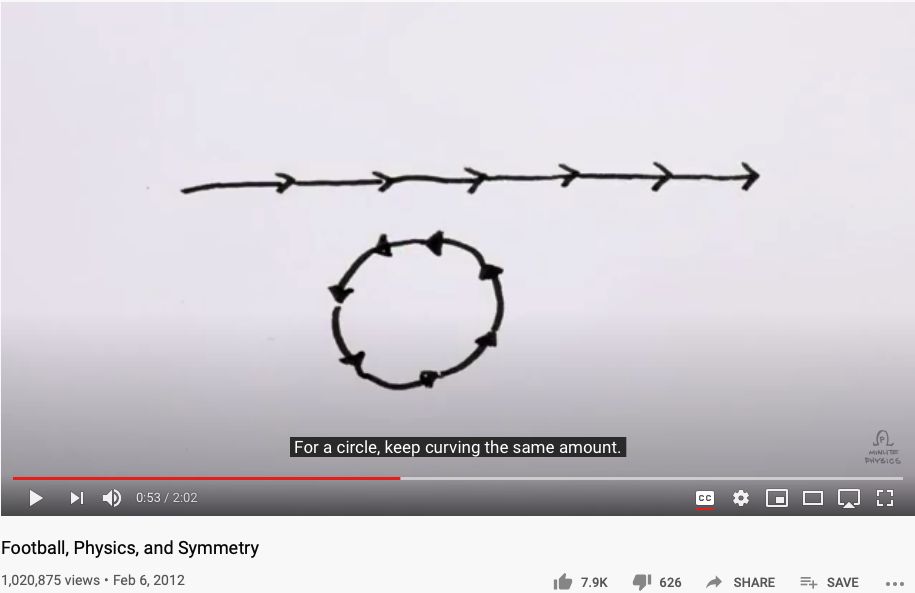 For a circle, keep curving the same amount.
MINUTE
PHYSICS
0:53 / 2:02
CC
Football, Physics, and Symmetry
1,020,875 views • Feb 6, 2012
7.9K 626 SHARE SAVE